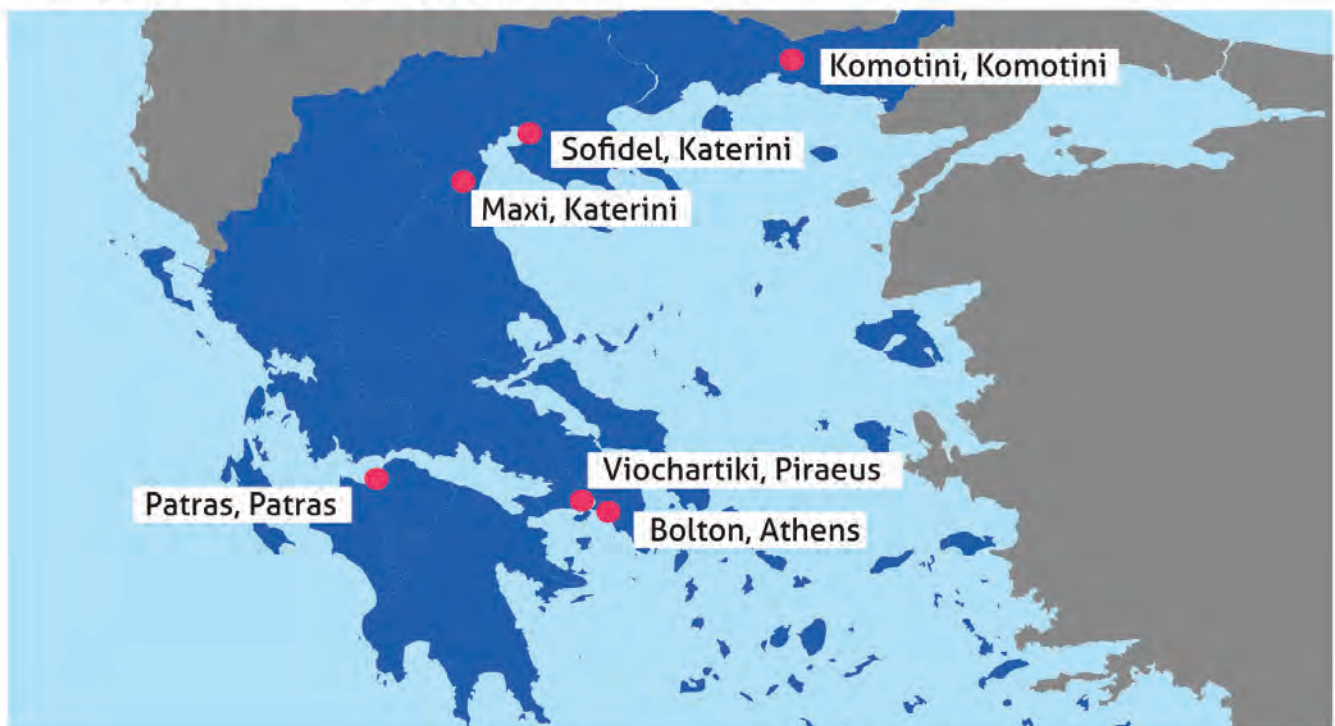 Komotini, Komotini
Sofidel, Katerini
Maxi, Katerini
Viochartiki, Piraeus
Patras, Patras
Bolton, Athens